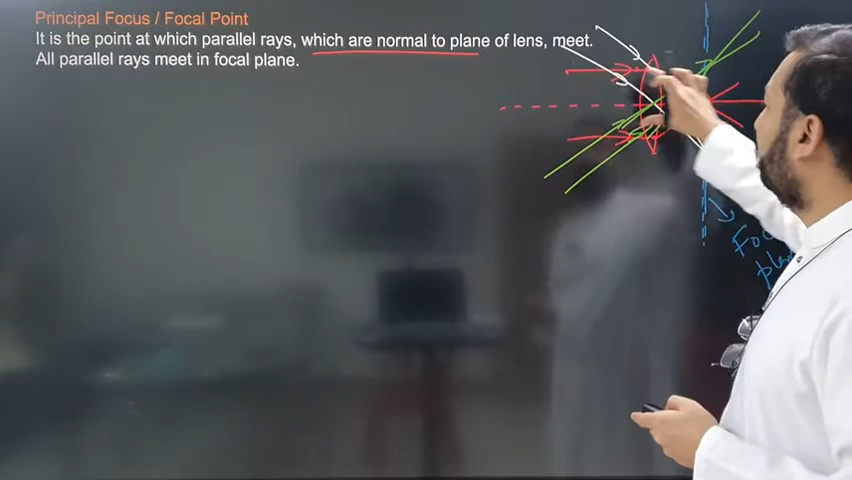 Principal Focus / Focal Point
It is the point at which parallel rays, which are normal to plane of lens, meet.
All parallel rays meet in focal plane.